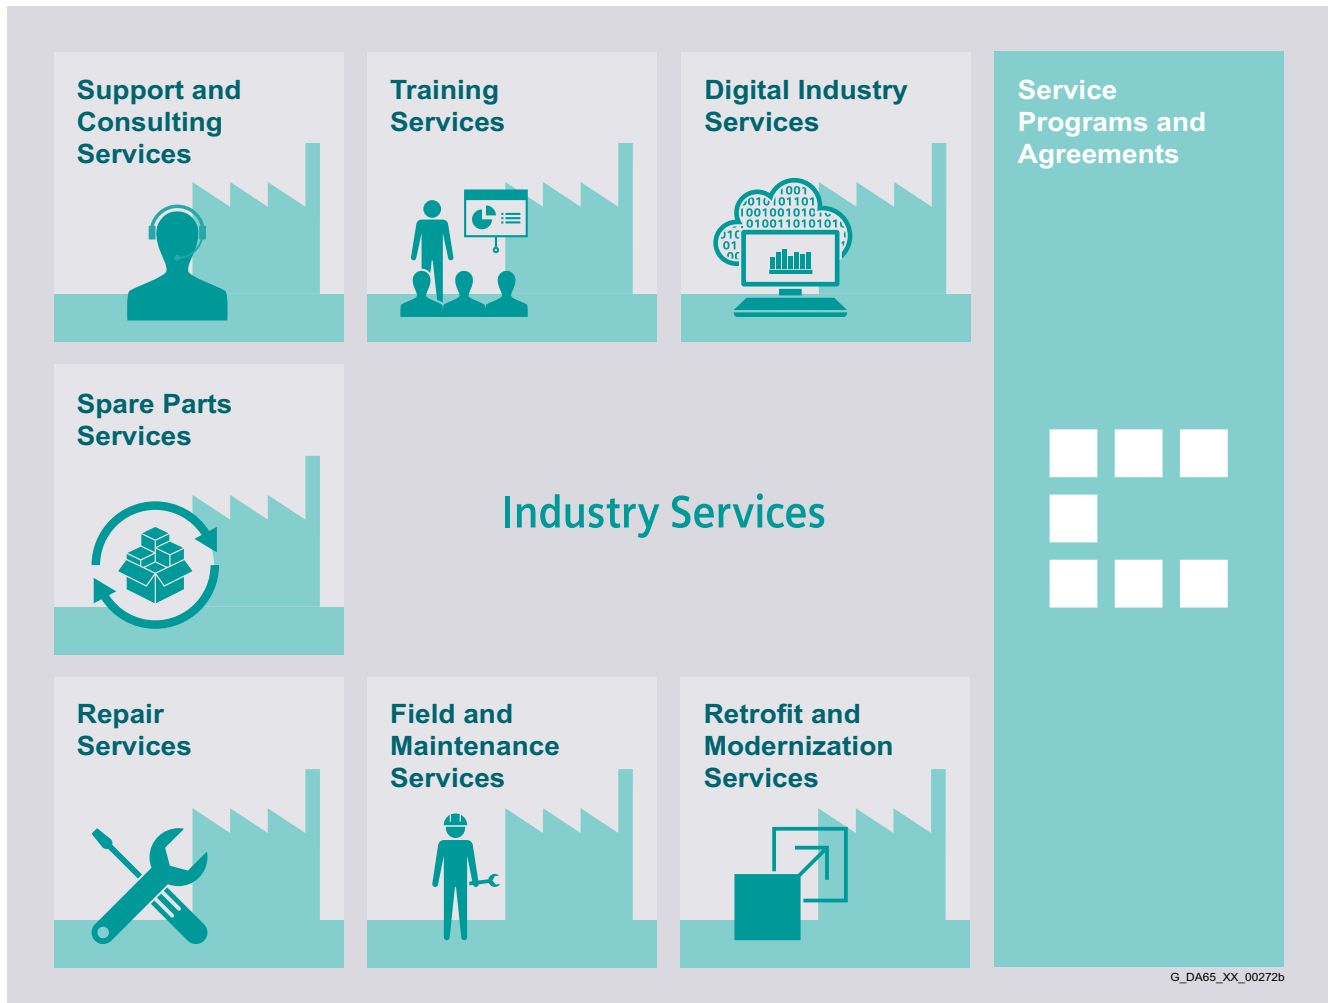 Support and
Consulting
Services
Training
Services
Digital Industry
Services
Service
Programs and
Agreements
Spare Parts
Services
Industry Services
Repair
Services
Field and
Maintenance
Services
Retrofit and
Modernization
Services
G_DA65_XX_00272b